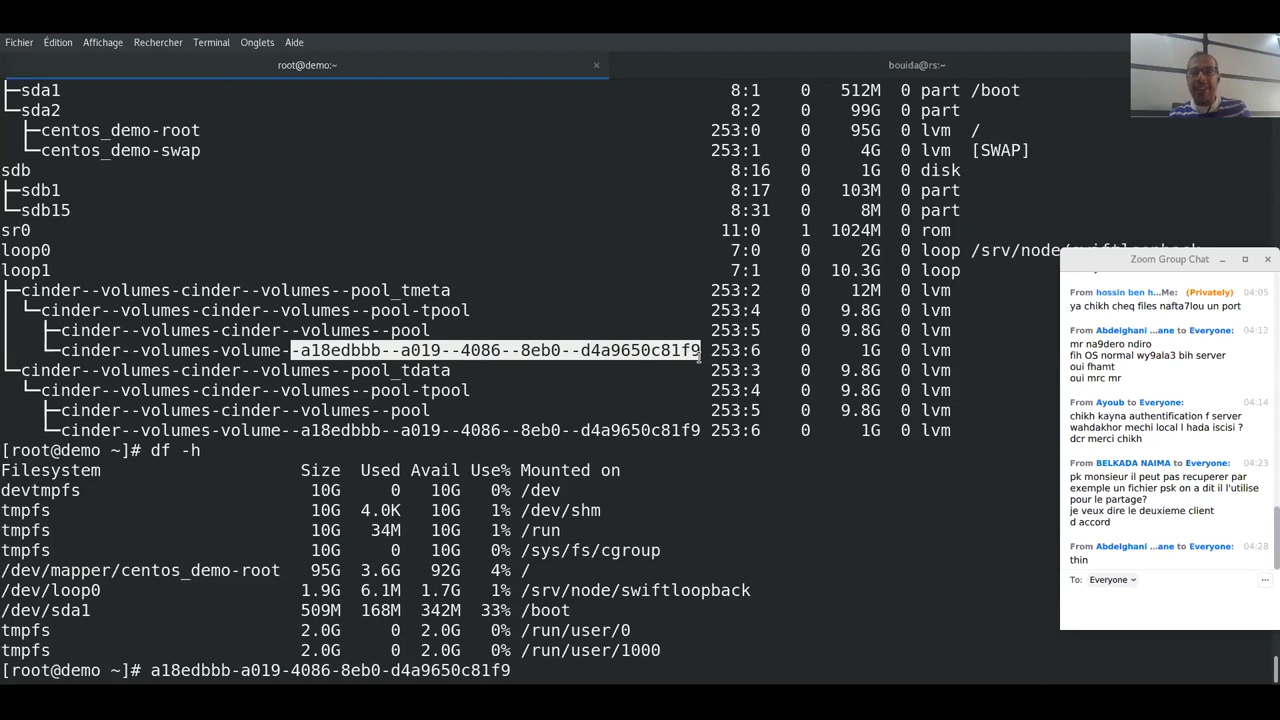 Fichier Édition Affichage Rechercher Terminal Onglets Aide
root@demo:~ × bouida@rs:~
├─sda1 8:1 0 512M 0 part /boot
└─sda2 8:2 0 99G 0 part
├─centos_demo-root 253:0 0 95G 0 lvm /
└─centos_demo-swap 253:1 0 4G 0 lvm [SWAP]
sdb 8:16 0 1G 0 disk
├─sdb1 8:17 0 103M 0 part
└─sdb15 8:31 0 8M 0 part
sr0 11:0 1 1024M 0 rom
loop0 7:0 0 2G 0 loop /srv/node/swiftloopback
loop1 7:1 0 10.3G 0 loop
├─cinder--volumes-cinder--volumes--pool_tmeta 253:2 0 12M 0 lvm
│ └─cinder--volumes-cinder--volumes--pool-tpool 253:4 0 9.8G 0 lvm
│ ├─cinder--volumes-cinder--volumes--pool 253:5 0 9.8G 0 lvm
│ └─cinder--volumes-volume--a18edbbb--a019--4086--8eb0--d4a9650c81f9 253:6 0 1G 0 lvm
└─cinder--volumes-cinder--volumes--pool_tdata 253:3 0 9.8G 0 lvm
└─cinder--volumes-cinder--volumes--pool-tpool 253:4 0 9.8G 0 lvm
├─cinder--volumes-cinder--volumes--pool 253:5 0 9.8G 0 lvm
└─cinder--volumes-volume--a18edbbb--a019--4086--8eb0--d4a9650c81f9 253:6 0 1G 0 lvm
[root@demo ~]# df -h
Filesystem Size Used Avail Use% Mounted on
devtmpfs 10G 0 10G 0% /dev
tmpfs 10G 4.0K 10G 1% /dev/shm
tmpfs 10G 34M 10G 1% /run
tmpfs 10G 0 10G 0% /sys/fs/cgroup
/dev/mapper/centos_demo-root 95G 3.6G 92G 4% /
/dev/loop0 1.9G 6.1M 1.7G 1% /srv/node/swiftloopback
/dev/sda1 509M 168M 342M 33% /boot
tmpfs 2.0G 0 2.0G 0% /run/user/0
tmpfs 2.0G 0 2.0G 0% /run/user/1000
[root@demo ~]# a18edbbb-a019-4086-8eb0-d4a9650c81f9
Zoom Group Chat
From hossin ben h...Me: (Privately) 04:05
ya chikh cheq files nafta7lou un port
From Abdelghani ...ane to Everyone: 04:12
mr na9dero ndiro
fih OS normal wy9ala3 bih server
oui fhamt
oui mrc mr
From Ayoub to Everyone: 04:14
chikh kayna authentification f server
wahdakhor mechi local l hada iscisi ?
dcr merci chikh
From BELKADA NAIMA to Everyone: 04:23
pk monsieur il peut pas recuperer par
exemple un fichier psk on a dit il l'utilise
pour le partage?
je veux dire le deuxieme client
d accord
From Abdelghani ...ane to Everyone: 04:28
thin
To: Everyone